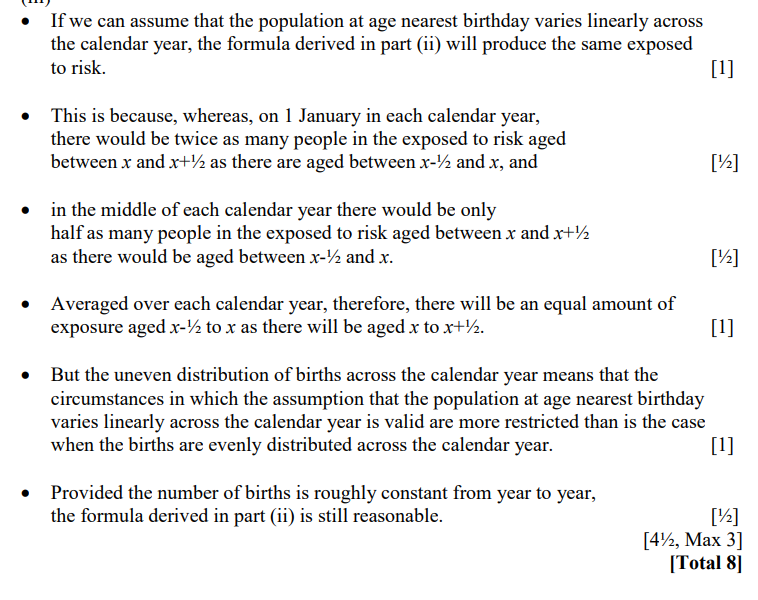 (iii)
• If we can assume that the population at age nearest birthday varies linearly across
the calendar year, the formula derived in part (ii) will produce the same exposed
to risk. [1]
• This is because, whereas, on 1 January in each calendar year,
there would be twice as many people in the exposed to risk aged
between x and x+½ as there are aged between x-½ and x, and [½]
• in the middle of each calendar year there would be only
half as many people in the exposed to risk aged between x and x+½
as there would be aged between x-½ and x. [½]
• Averaged over each calendar year, therefore, there will be an equal amount of
exposure aged x-½ to x as there will be aged x to x+½. [1]
• But the uneven distribution of births across the calendar year means that the
circumstances in which the assumption that the population at age nearest birthday
varies linearly across the calendar year is valid are more restricted than is the case
when the births are evenly distributed across the calendar year. [1]
• Provided the number of births is roughly constant from year to year,
the formula derived in part (ii) is still reasonable. [½]
[4½, Max 3]
[Total 8]